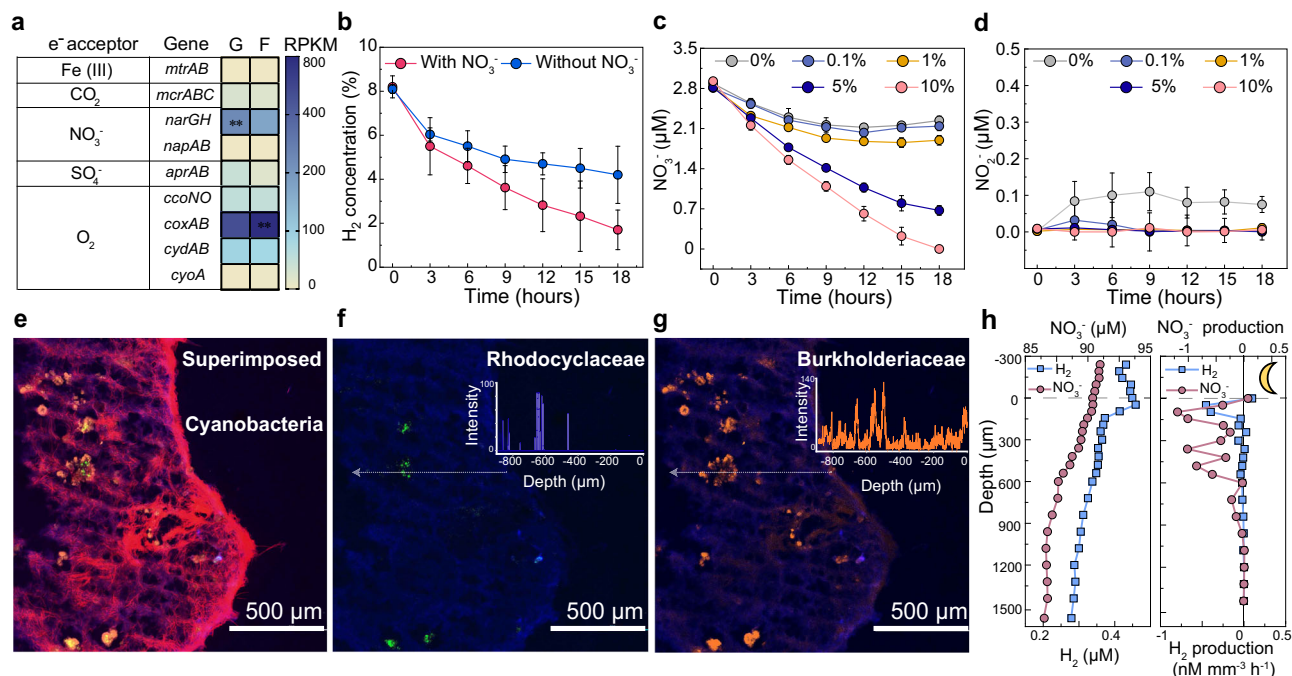 a
e⁻ acceptor Gene G F RPKM
Fe (III) mtrAB 800
CO₂ mcrABC
NO₃⁻ narGH ** 400
napAB
SO₄⁻ aprAB 200
O₂ ccoNO
coxAB **
cydAB 100
cyoA 0
b
With NO₃⁻ Without NO₃⁻
H₂ concentration (%)
10
8
6
4
2
0
0 3 6 9 12 15 18
Time (hours)
c
0% 0.1% 1%
5% 10%
NO₃⁻ (µM)
3.5
2.8
2.1
1.4
0.7
0
0 3 6 9 12 15 18
Time (hours)
d
0% 0.1% 1%
5% 10%
NO₂⁻ (µM)
0.5
0.4
0.3
0.2
0.1
0.0
0 3 6 9 12 15 18
Time (hours)
e
Superimposed
Cyanobacteria
500 µm
f
Rhodocyclaceae
Intensity
100
0
-800 -600 -400 -200 0
Depth (µm)
500 µm
g
Burkholderiaceae
Intensity
140
0
-800 -600 -400 -200 0
Depth (µm)
500 µm
h
NO₃⁻ (µM)
85 90 95
H₂
NO₃⁻
Depth (µm)
-300
0
300
600
900
1200
1500
0.2 0.4
H₂ (µM)
NO₃⁻ production
-1 0 0.5
H₂
NO₃⁻
-1 0 0.5
H₂ production
(nM mm⁻³ h⁻¹)